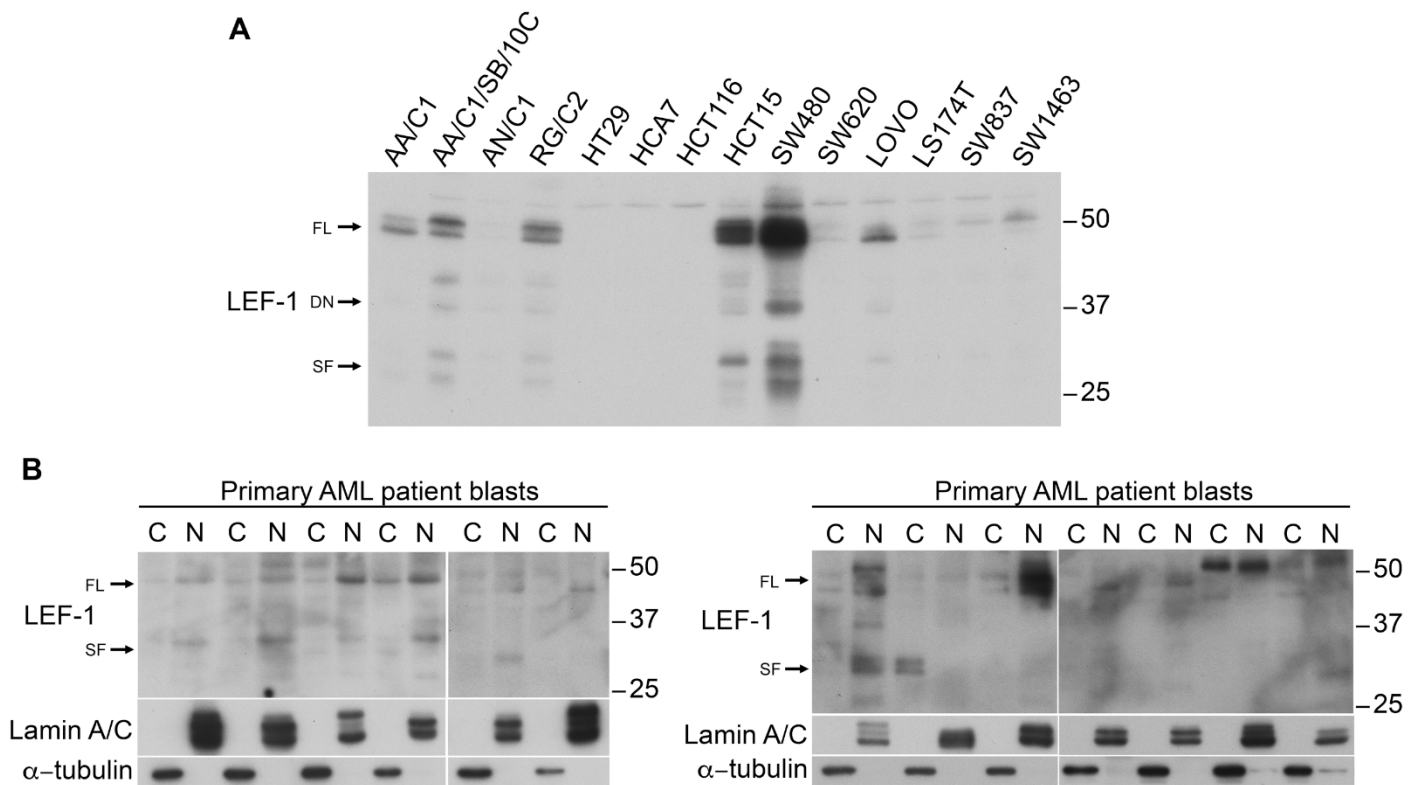 A
AA/C1 AA/C1/SB/10C AN/C1 RG/C2 HT29 HCA7 HCT116 HCT15 SW480 SW620 LOVO LS174T SW837 SW1463
FL
–50
LEF-1 DN
–37
SF
–25
B
Primary AML patient blasts
C N C N C N C N C N C N
FL
–50
LEF-1
–37
SF
–25
Lamin A/C
α–tubulin
Primary AML patient blasts
C N C N C N C N C N C N C N
FL
–50
LEF-1
–37
SF
–25
Lamin A/C
α–tubulin